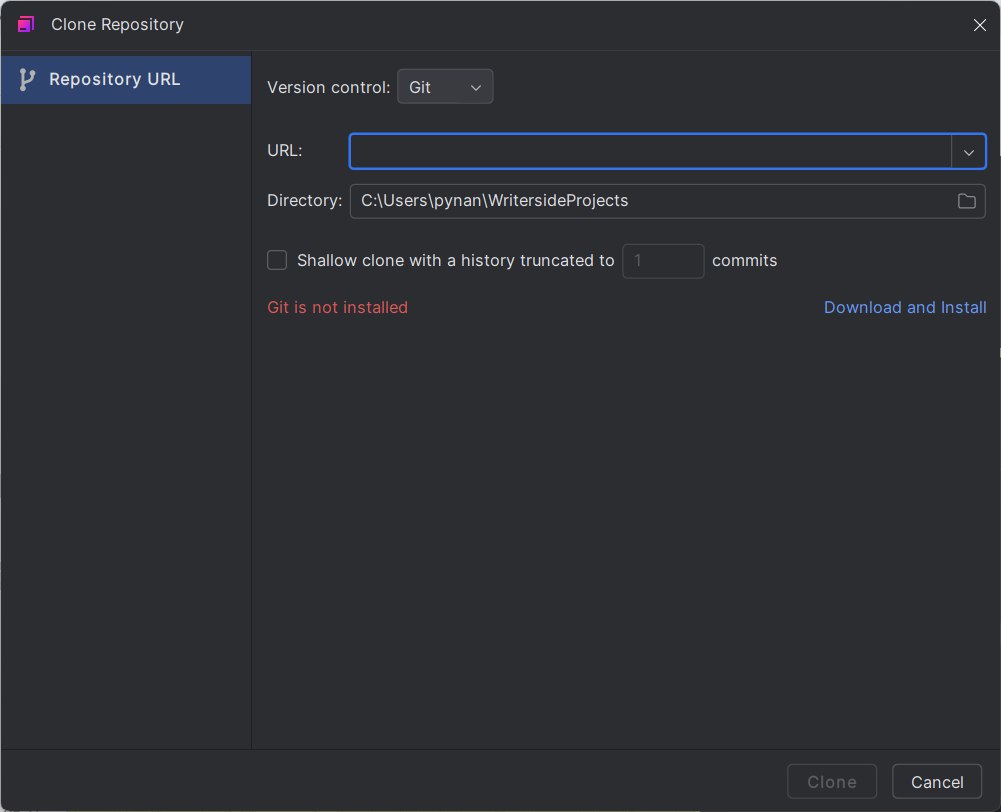 Clone Repository
Repository URL
Version control: Git
URL:
Directory: C:\Users\pynan\WritersideProjects
Shallow clone with a history truncated to 1 commits
Git is not installed Download and Install
Clone Cancel